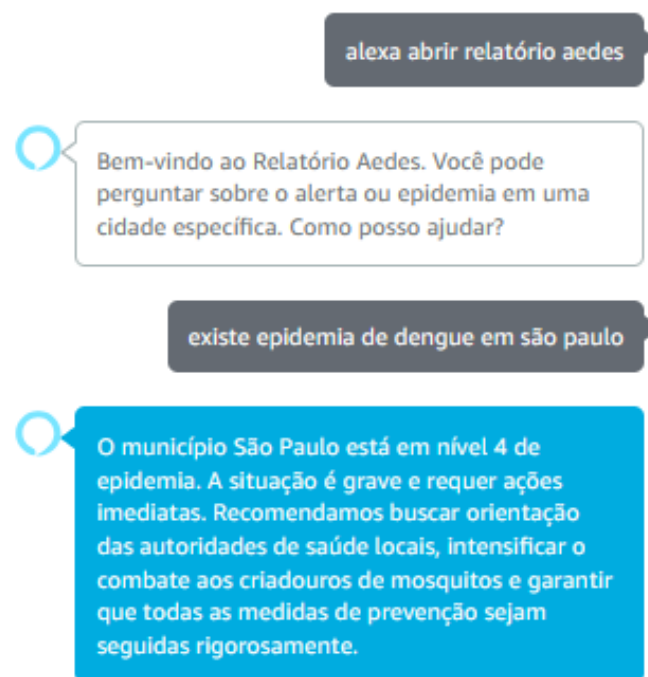 alexa abrir relatório aedes
Bem-vindo ao Relatório Aedes. Você pode
perguntar sobre o alerta ou epidemia em uma
cidade específica. Como posso ajudar?
existe epidemia de dengue em são paulo
O município São Paulo está em nível 4 de
epidemia. A situação é grave e requer ações
imediatas. Recomendamos buscar orientação
das autoridades de saúde locais, intensificar o
combate aos criadouros de mosquitos e garantir
que todas as medidas de prevenção sejam
seguidas rigorosamente.